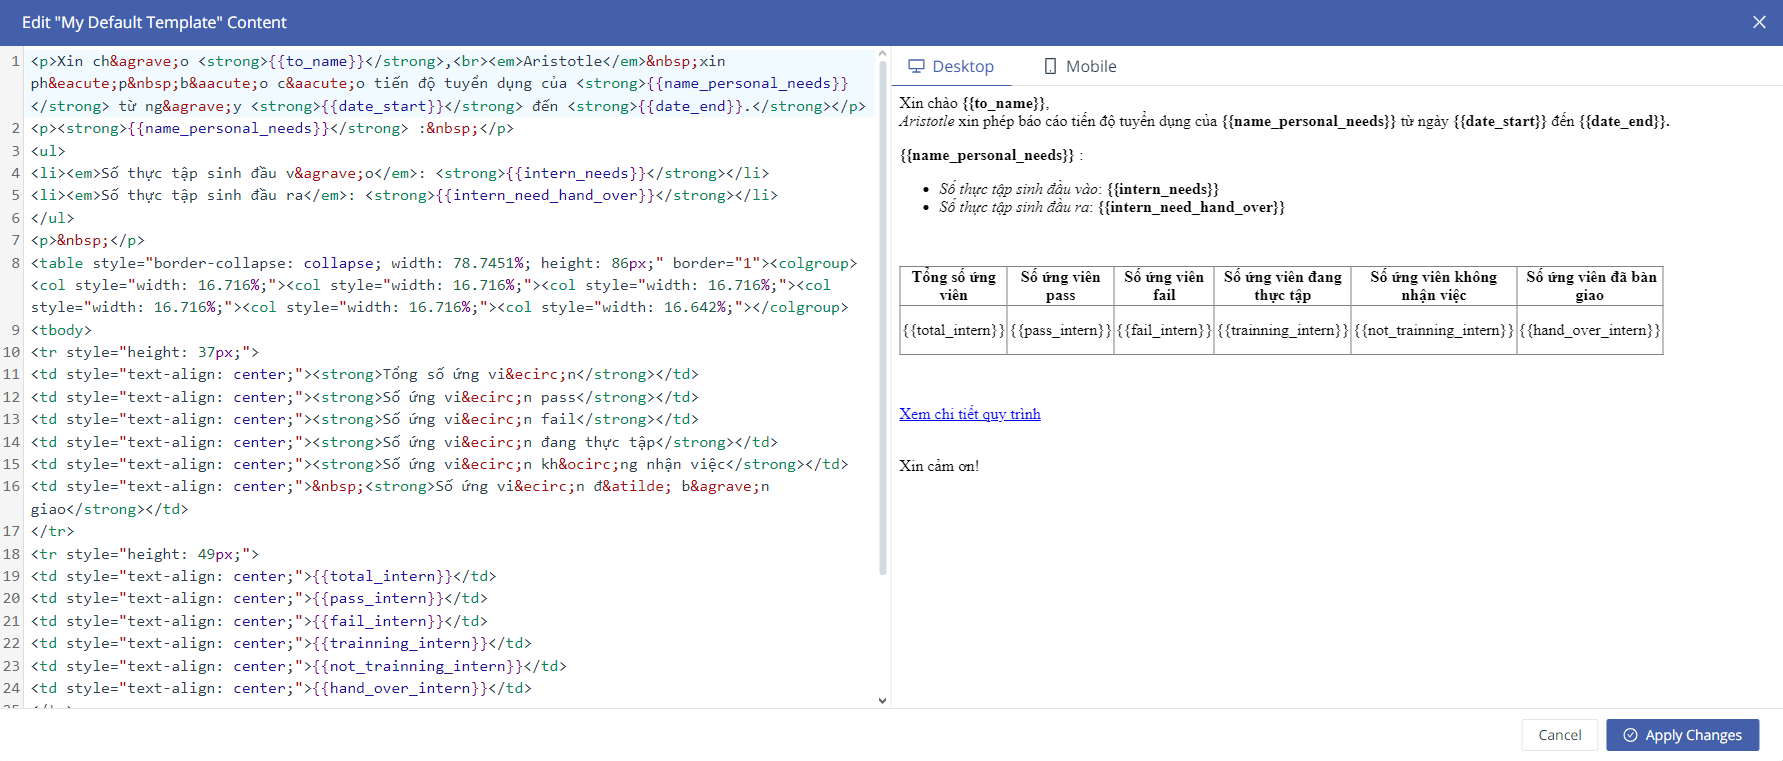 Edit "My Default Template" Content
1 <p>Xin ch&agrave;o <strong>{{to_name}}</strong>,<br><em>Aristotle</em>&nbsp;xin
ph&eacute;p&nbsp;b&aacute;o c&aacute;o tiến độ tuyển dụng của <strong>{{name_personal_needs}}
</strong> từ ng&agrave;y <strong>{{date_start}}</strong> đến <strong>{{date_end}}.</strong></p>
2 <p><strong>{{name_personal_needs}}</strong> :&nbsp;</p>
3 <ul>
4 <li><em>Số thực tập sinh đầu v&agrave;o</em>: <strong>{{intern_needs}}</strong></li>
5 <li><em>Số thực tập sinh đầu ra</em>: <strong>{{intern_need_hand_over}}</strong></li>
6 </ul>
7 <p>&nbsp;</p>
8 <table style="border-collapse: collapse; width: 78.7451%; height: 86px;" border="1"><colgroup>
<col style="width: 16.716%;"><col style="width: 16.716%;"><col style="width: 16.716%;"><col
style="width: 16.716%;"><col style="width: 16.716%;"><col style="width: 16.642%;"></colgroup>
9 <tbody>
10 <tr style="height: 37px;">
11 <td style="text-align: center;"><strong>Tổng số ứng vi&ecirc;n</strong></td>
12 <td style="text-align: center;"><strong>Số ứng vi&ecirc;n pass</strong></td>
13 <td style="text-align: center;"><strong>Số ứng vi&ecirc;n fail</strong></td>
14 <td style="text-align: center;"><strong>Số ứng vi&ecirc;n đang thực tập</strong></td>
15 <td style="text-align: center;"><strong>Số ứng vi&ecirc;n kh&ocirc;ng nhận việc</strong></td>
16 <td style="text-align: center;">&nbsp;<strong>Số ứng vi&ecirc;n đ&atilde; b&agrave;n
giao</strong></td>
17 </tr>
18 <tr style="height: 49px;">
19 <td style="text-align: center;">{{total_intern}}</td>
20 <td style="text-align: center;">{{pass_intern}}</td>
21 <td style="text-align: center;">{{fail_intern}}</td>
22 <td style="text-align: center;">{{trainning_intern}}</td>
23 <td style="text-align: center;">{{not_trainning_intern}}</td>
24 <td style="text-align: center;">{{hand_over_intern}}</td>
Desktop Mobile
Xin chào {{to_name}},
Aristotle xin phép báo cáo tiến độ tuyển dụng của {{name_personal_needs}} từ ngày {{date_start}} đến {{date_end}}.
{{name_personal_needs}} :
• Số thực tập sinh đầu vào: {{intern_needs}}
• Số thực tập sinh đầu ra: {{intern_need_hand_over}}
Tổng số ứng viên Số ứng viên pass Số ứng viên fail Số ứng viên đang thực tập Số ứng viên không nhận việc Số ứng viên đã bàn giao
{{total_intern}} {{pass_intern}} {{fail_intern}} {{trainning_intern}} {{not_trainning_intern}} {{hand_over_intern}}
Xem chi tiết quy trình
Xin cảm ơn!
Cancel Apply Changes